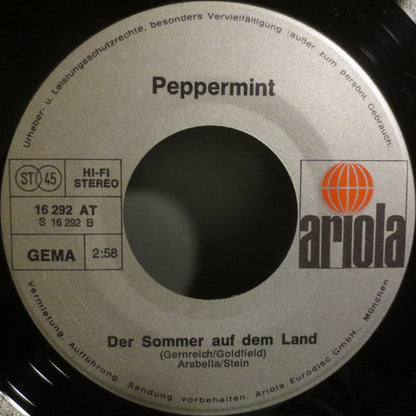 Urheber- u. Leistungsschutzrechte, besonders Vervielfältigung (außer zum persönl. Gebrauch)
Peppermint
ST 45
HI-FI
STEREO
16 292 AT
S 16 292 B
GEMA
2:58
ariola
Der Sommer auf dem Land
(Gernreich/Goldfield)
Arabella/Stein
Vermietung, Aufführung, Sendung vorbehalten. Ariola-Eurodisc GmbH., München